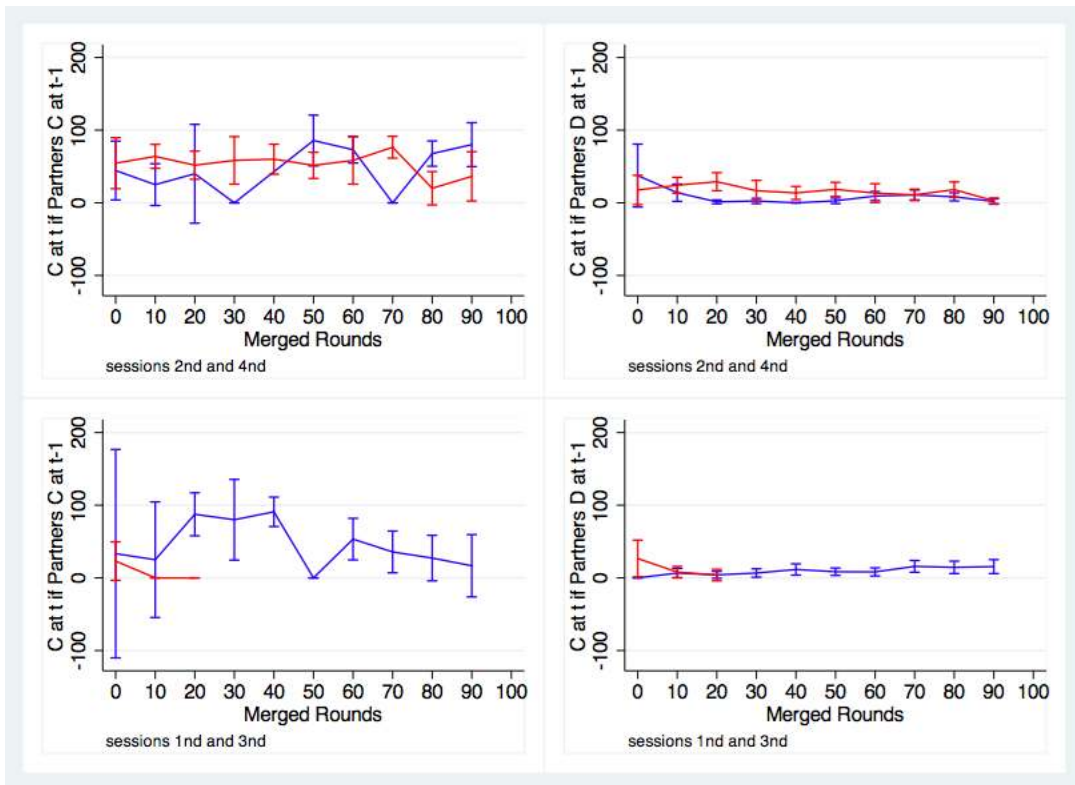 C at t if Partners C at t-1
200
100
0
-100
0 10 20 30 40 50 60 70 80 90 100
Merged Rounds
sessions 2nd and 4nd
C at t if Partners D at t-1
200
100
0
-100
0 10 20 30 40 50 60 70 80 90 100
Merged Rounds
sessions 2nd and 4nd
C at t if Partners C at t-1
200
100
0
-100
0 10 20 30 40 50 60 70 80 90 100
Merged Rounds
sessions 1nd and 3nd
C at t if Partners D at t-1
200
100
0
-100
0 10 20 30 40 50 60 70 80 90 100
Merged Rounds
sessions 1nd and 3nd